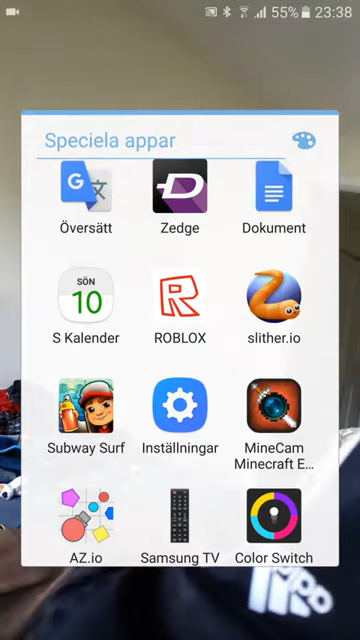 55% 23:38
Speciela appar
G 文
D
Översätt Zedge Dokument
SÖN
10
R
S Kalender ROBLOX slither.io
Subway Surf Inställningar MineCam
Minecraft E...
AZ.io Samsung TV Color Switch